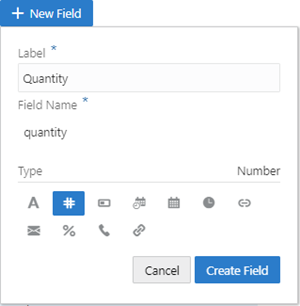 + New Field
Label *
Quantity
Field Name *
quantity
Type Number
A #
%
Cancel Create Field